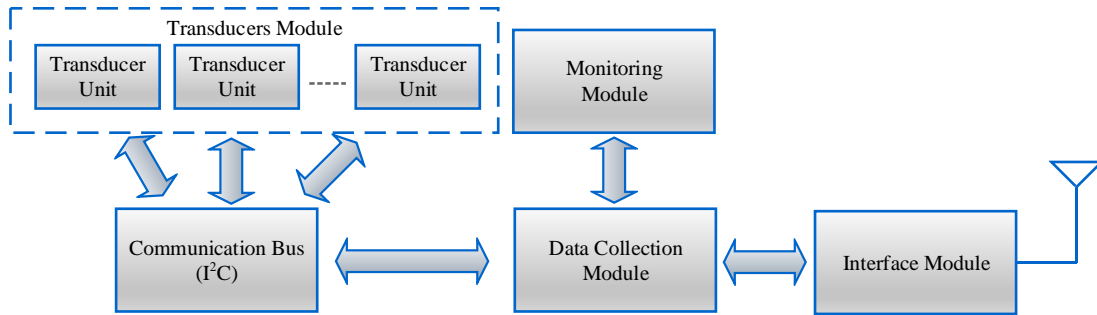 Transducers Module
Transducer
Unit
Transducer
Unit
Transducer
Unit
Monitoring
Module
Communication Bus
(I²C)
Data Collection
Module
Interface Module